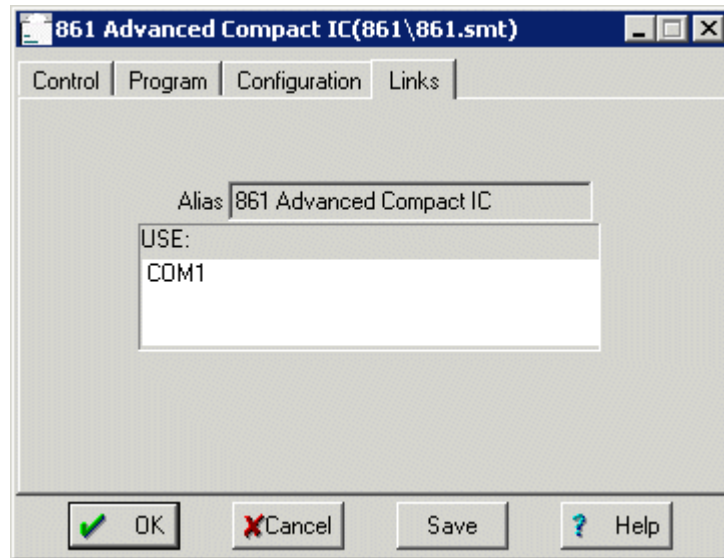 861 Advanced Compact IC(861\861.smt)
Control Program Configuration Links
Alias 861 Advanced Compact IC
USE:
COM1
OK Cancel Save ? Help